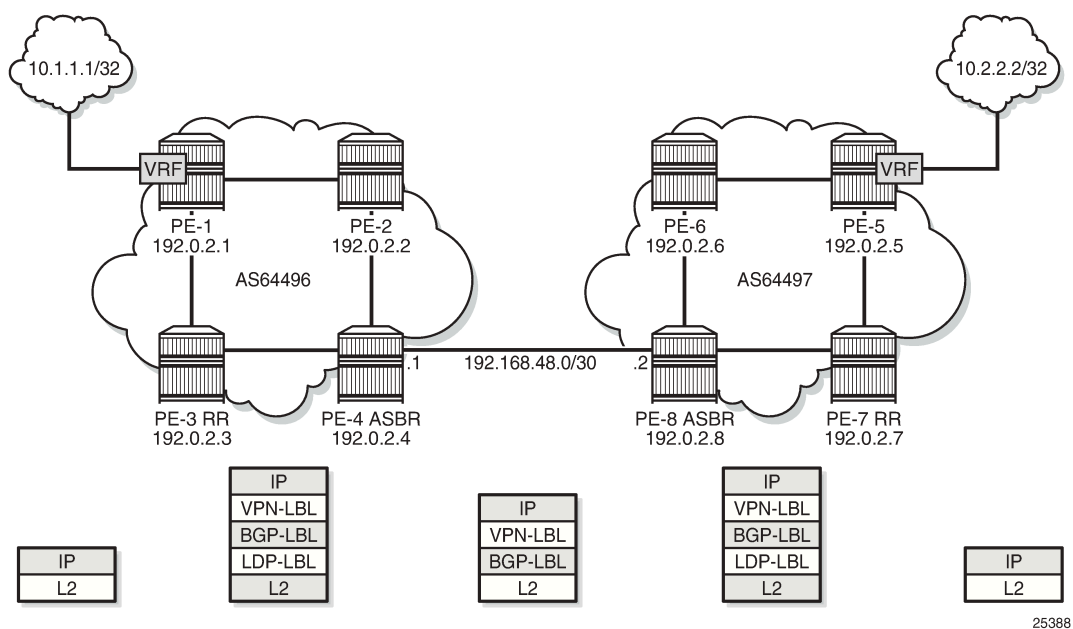 10.1.1.1/32
10.2.2.2/32
VRF
VRF
PE-1
192.0.2.1
PE-2
192.0.2.2
PE-6
192.0.2.6
PE-5
192.0.2.5
AS64496
AS64497
.1
192.168.48.0/30
.2
PE-3 RR
192.0.2.3
PE-4 ASBR
192.0.2.4
PE-8 ASBR
192.0.2.8
PE-7 RR
192.0.2.7
IP
L2
IP
VPN-LBL
BGP-LBL
LDP-LBL
L2
IP
VPN-LBL
BGP-LBL
L2
IP
VPN-LBL
BGP-LBL
LDP-LBL
L2
IP
L2
25388